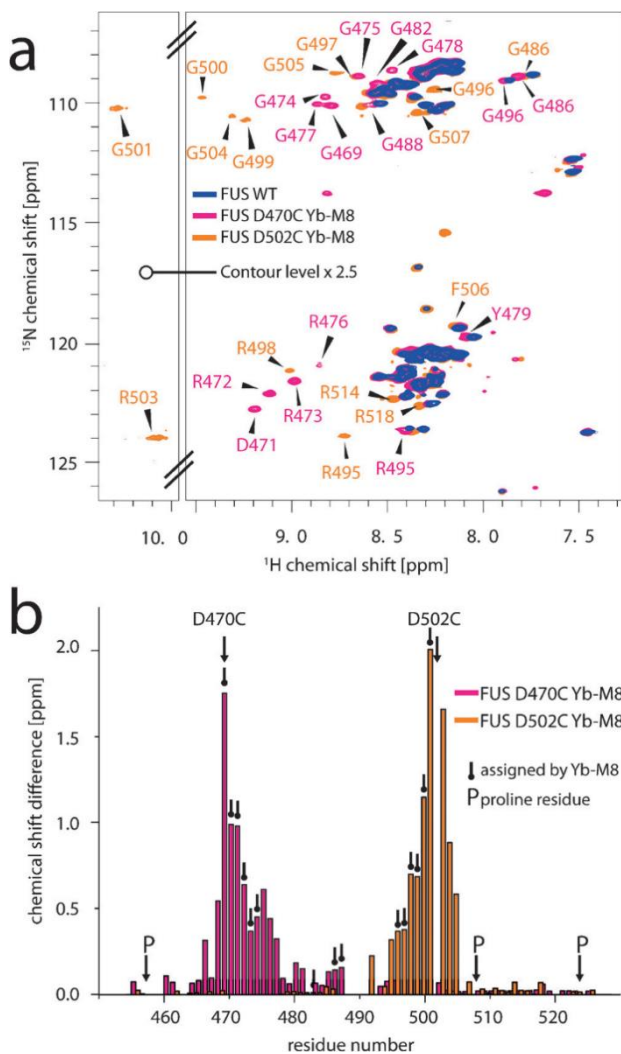 a
G475
G482
G497
G478
G505
G486
G500
G496
G474
G477
G496
G486
G501
G469
G488
G507
G504
G499
FUS WT
FUS D470C Yb-M8
FUS D502C Yb-M8
Contour level x 2.5
F506
R476
Y479
R498
R472
R473
R514
R503
R518
D471
R495
R495
110
115
120
125
15N chemical shift [ppm]
10. 0
9. 0
8. 5
8. 0
7. 5
1H chemical shift [ppm]
b
D470C
D502C
2.0
1.5
1.0
0.5
0.0
chemical shift difference [ppm]
FUS D470C Yb-M8
FUS D502C Yb-M8
assigned by Yb-M8
P proline residue
P
P
P
460
470
480
490
500
510
520
residue number